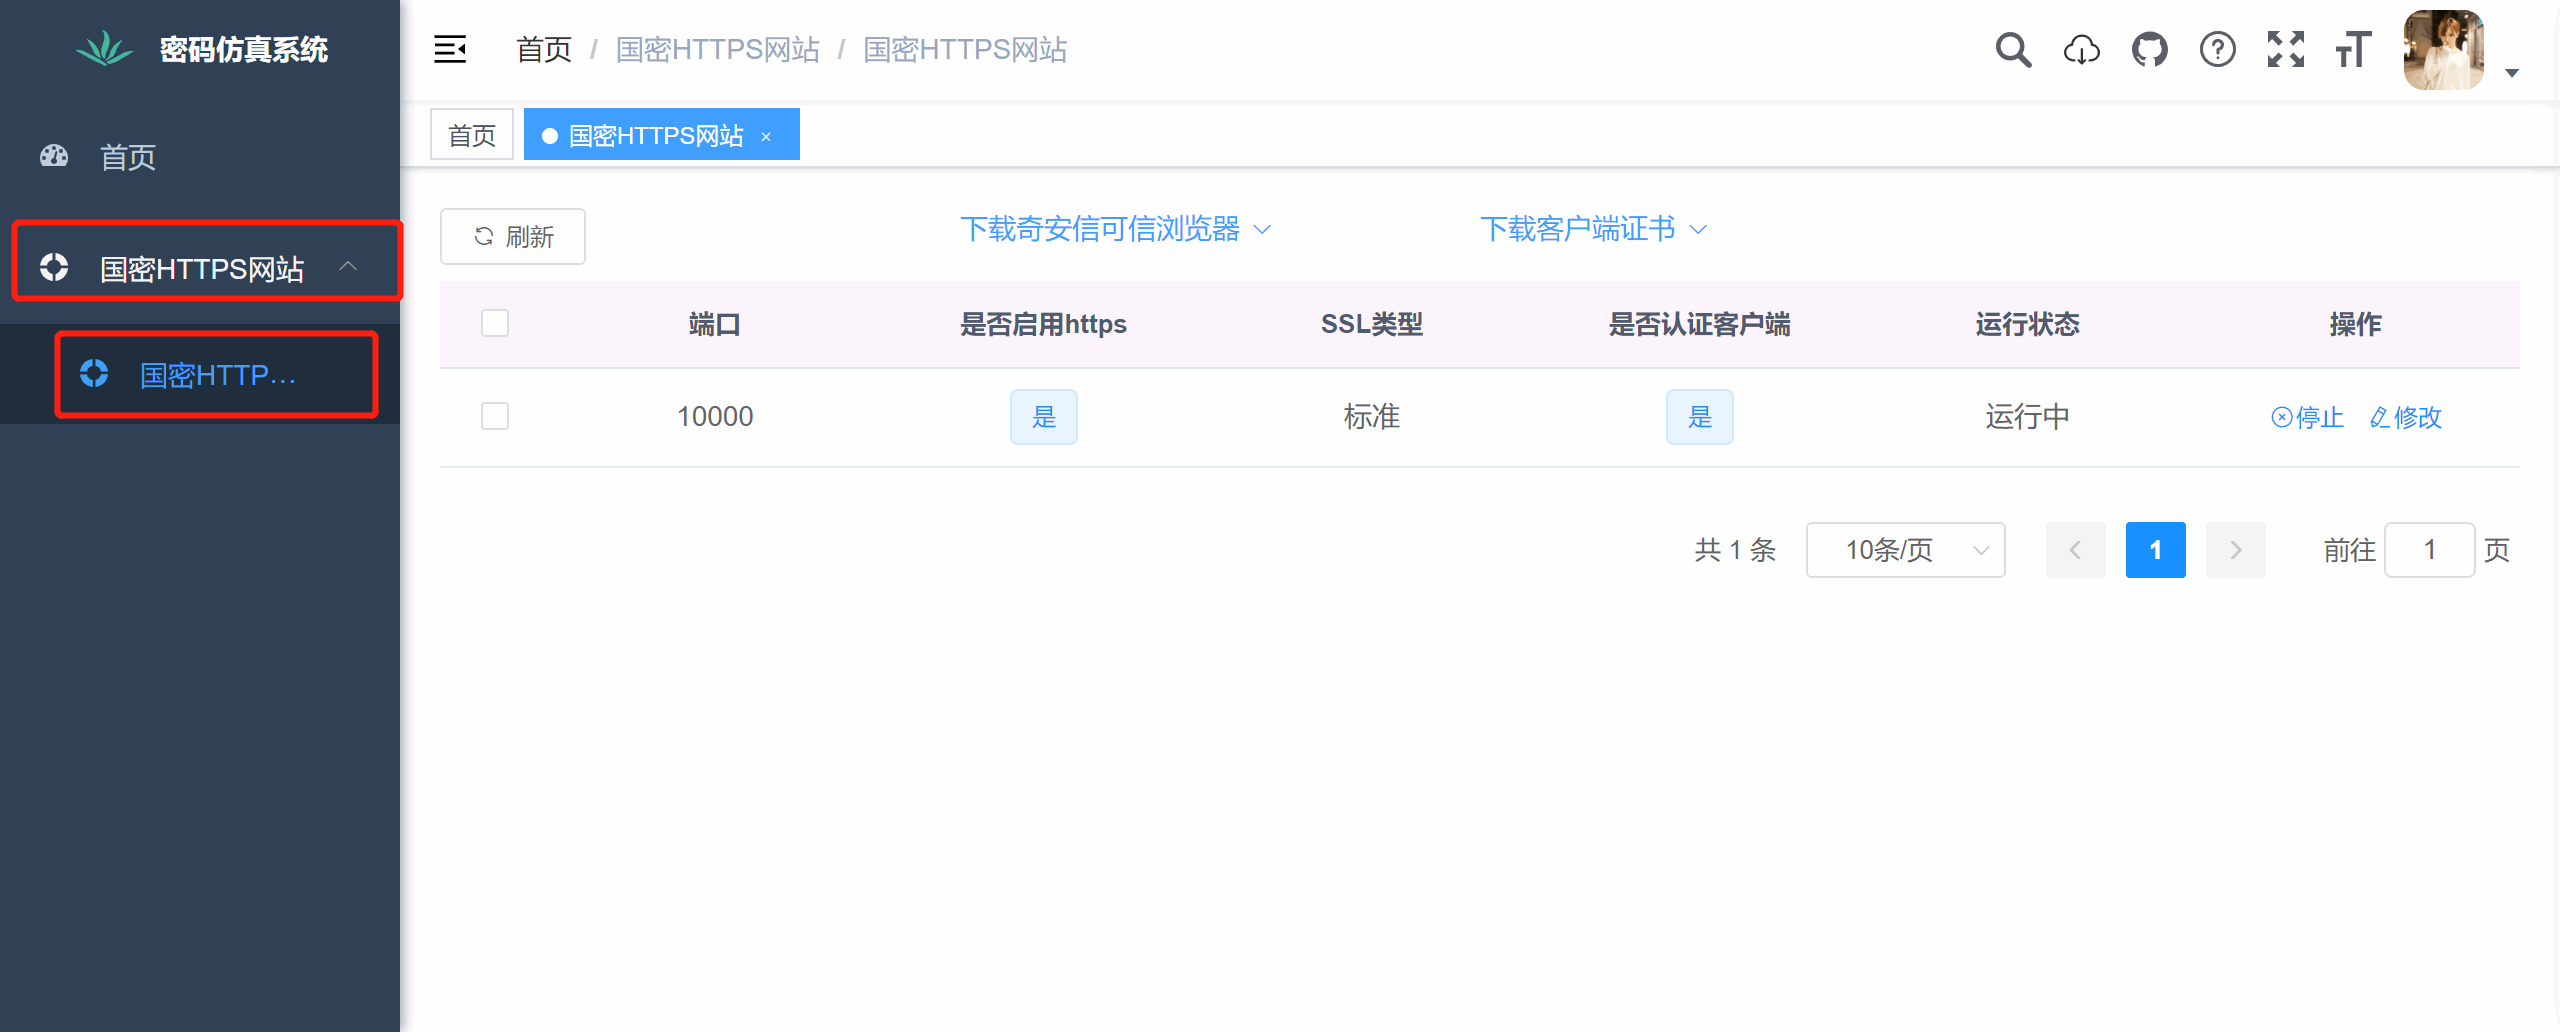 密码仿真系统
首页
国密HTTPS网站
国密HTTP...
首页 / 国密HTTPS网站 / 国密HTTPS网站
首页 国密HTTPS网站 ×
刷新 下载奇安信可信浏览器 下载客户端证书
端口 是否启用https SSL类型 是否认证客户端 运行状态 操作
10000 是 标准 是 运行中 停止 修改
共 1 条 10条/页 1 前往 1 页